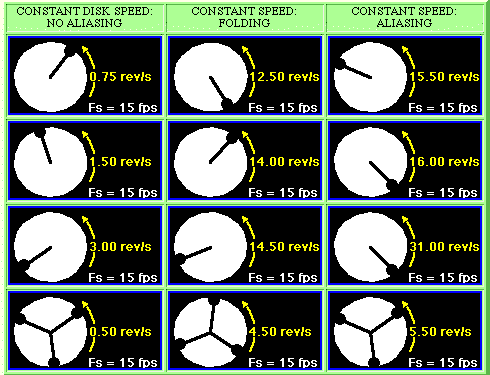 CONSTANT DISK SPEED:
NO ALIASING
CONSTANT SPEED:
FOLDING
CONSTANT SPEED:
ALIASING
0.75 rev/s
Fs = 15 fps
12.50 rev/s
Fs = 15 fps
15.50 rev/s
Fs = 15 fps
1.50 rev/s
Fs = 15 fps
14.00 rev/s
Fs = 15 fps
16.00 rev/s
Fs = 15 fps
3.00 rev/s
Fs = 15 fps
14.50 rev/s
Fs = 15 fps
31.00 rev/s
Fs = 15 fps
0.50 rev/s
Fs = 15 fps
4.50 rev/s
Fs = 15 fps
5.50 rev/s
Fs = 15 fps